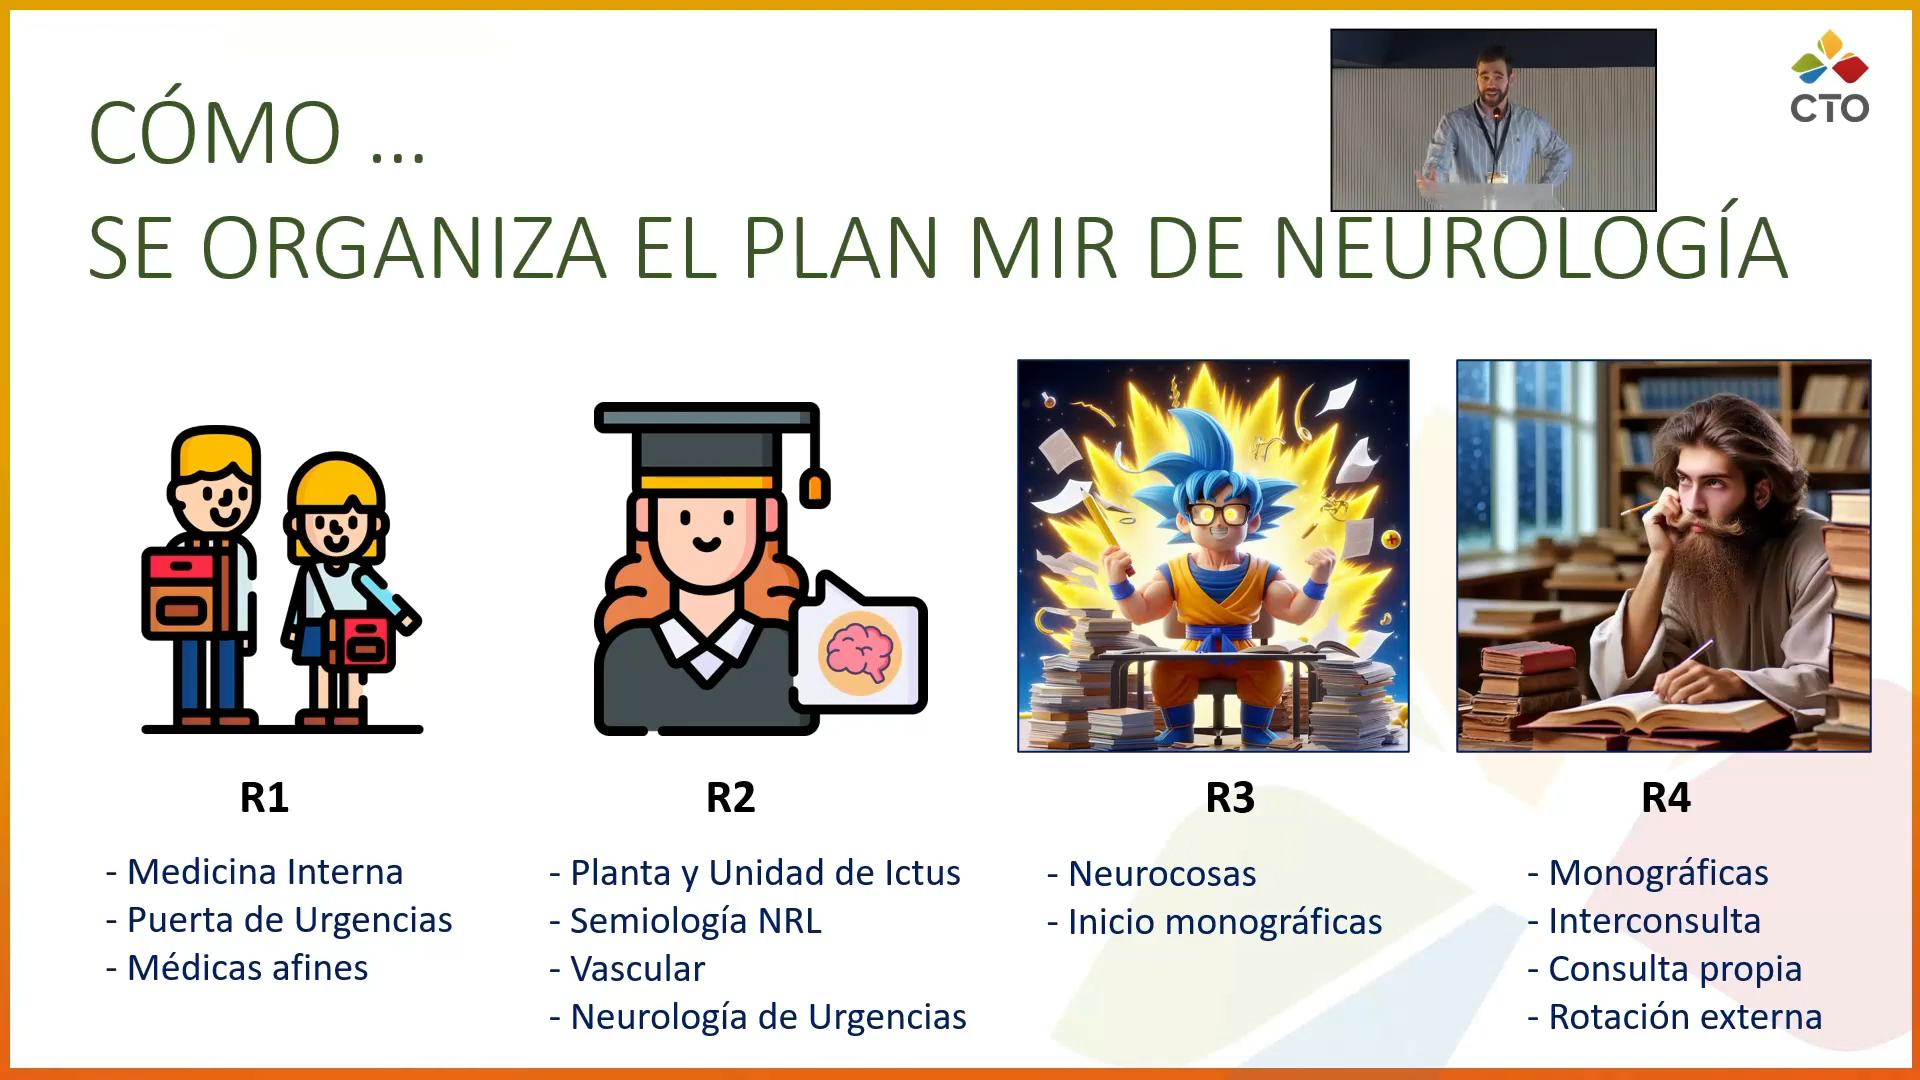 CÓMO ...
SE ORGANIZA EL PLAN MIR DE NEUROLOGÍA
CTO
R1
- Medicina Interna
- Puerta de Urgencias
- Médicas afines
R2
- Planta y Unidad de Ictus
- Semiología NRL
- Vascular
- Neurología de Urgencias
R3
- Neurocosas
- Inicio monográficas
R4
- Monográficas
- Interconsulta
- Consulta propia
- Rotación externa